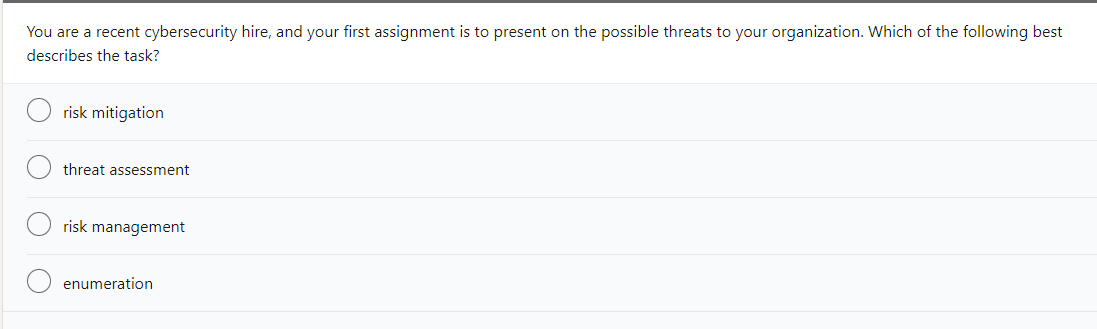 You are a recent cybersecurity hire, and your first assignment is to present on the possible threats to your organization. Which of the following best
describes the task?
risk mitigation
threat assessment
risk management
enumeration